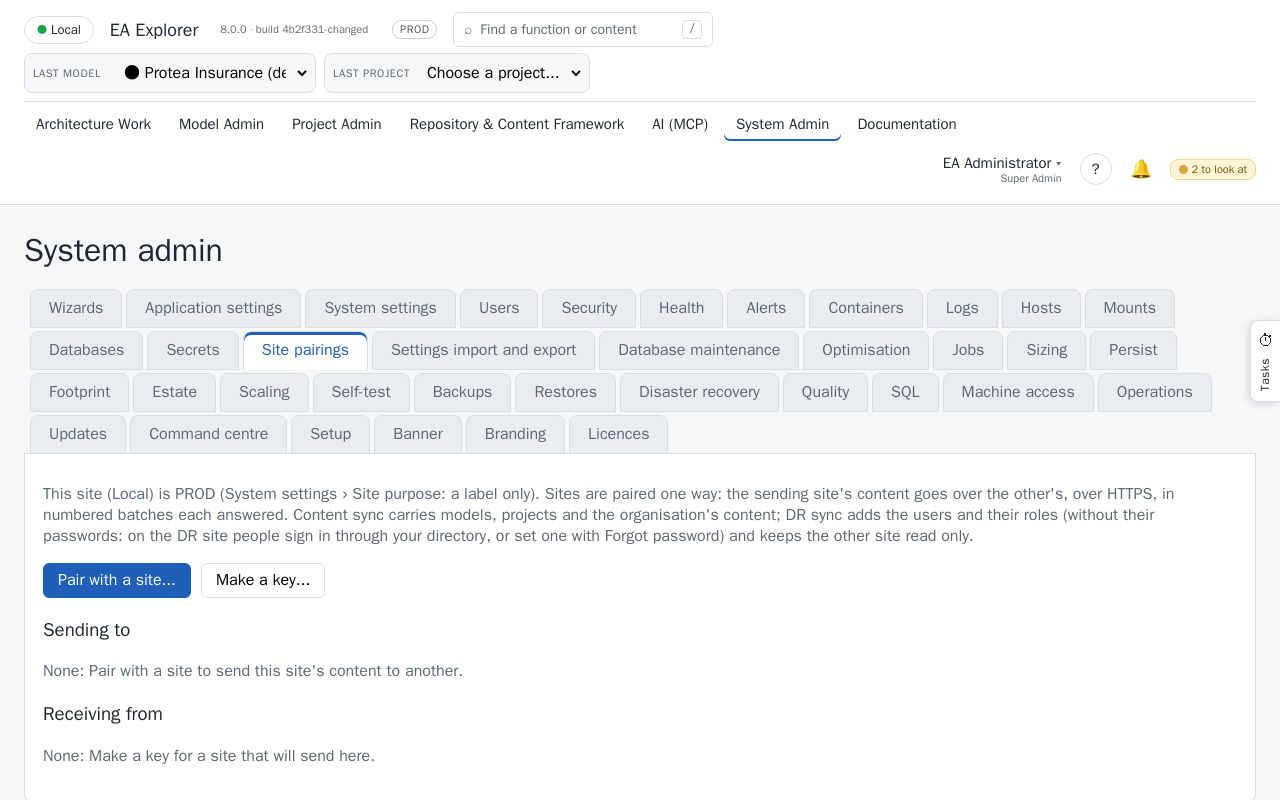 Local
EA Explorer
8.0.0 · build 4b2f331-changed
PROD
Find a function or content
/
LAST MODEL
Protea Insurance (de
LAST PROJECT
Choose a project...
Architecture Work
Model Admin
Project Admin
Repository & Content Framework
AI (MCP)
System Admin
Documentation
EA Administrator
Super Admin
?
2 to look at
System admin
Wizards
Application settings
System settings
Users
Security
Health
Alerts
Containers
Logs
Hosts
Mounts
Databases
Secrets
Site pairings
Settings import and export
Database maintenance
Optimisation
Jobs
Sizing
Persist
Footprint
Estate
Scaling
Self-test
Backups
Restores
Disaster recovery
Quality
SQL
Machine access
Operations
Updates
Command centre
Setup
Banner
Branding
Licences
Tasks
This site (Local) is PROD (System settings › Site purpose: a label only). Sites are paired one way: the sending site's content goes over the other's, over HTTPS, in
numbered batches each answered. Content sync carries models, projects and the organisation's content; DR sync adds the users and their roles (without their
passwords: on the DR site people sign in through your directory, or set one with Forgot password) and keeps the other site read only.
Pair with a site...
Make a key...
Sending to
None: Pair with a site to send this site's content to another.
Receiving from
None: Make a key for a site that will send here.